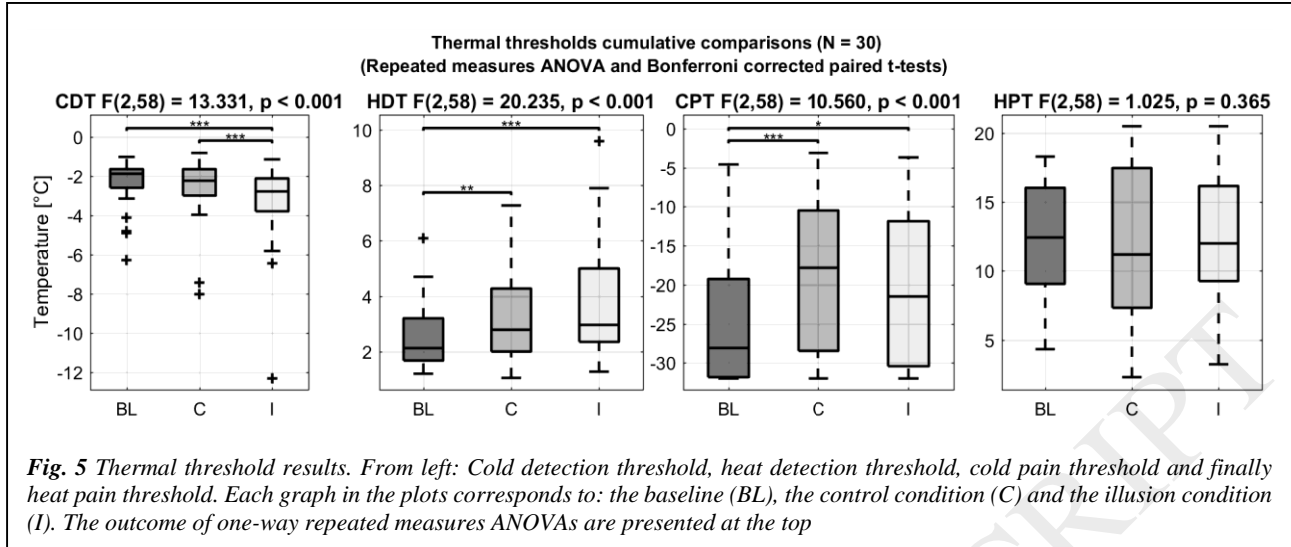 Thermal thresholds cumulative comparisons (N = 30)
(Repeated measures ANOVA and Bonferroni corrected paired t-tests)
CDT F(2,58) = 13.331, p < 0.001
HDT F(2,58) = 20.235, p < 0.001
CPT F(2,58) = 10.560, p < 0.001
HPT F(2,58) = 1.025, p = 0.365
Temperature [°C]
0
-2
-4
-6
-8
-10
-12
***
***
BL C I
10
8
6
4
2
***
**
BL C I
0
-5
-10
-15
-20
-25
-30
*
***
BL C I
20
15
10
5
BL C I
Fig. 5 Thermal threshold results. From left: Cold detection threshold, heat detection threshold, cold pain threshold and finally
heat pain threshold. Each graph in the plots corresponds to: the baseline (BL), the control condition (C) and the illusion condition
(I). The outcome of one-way repeated measures ANOVAs are presented at the top
SCRIPT